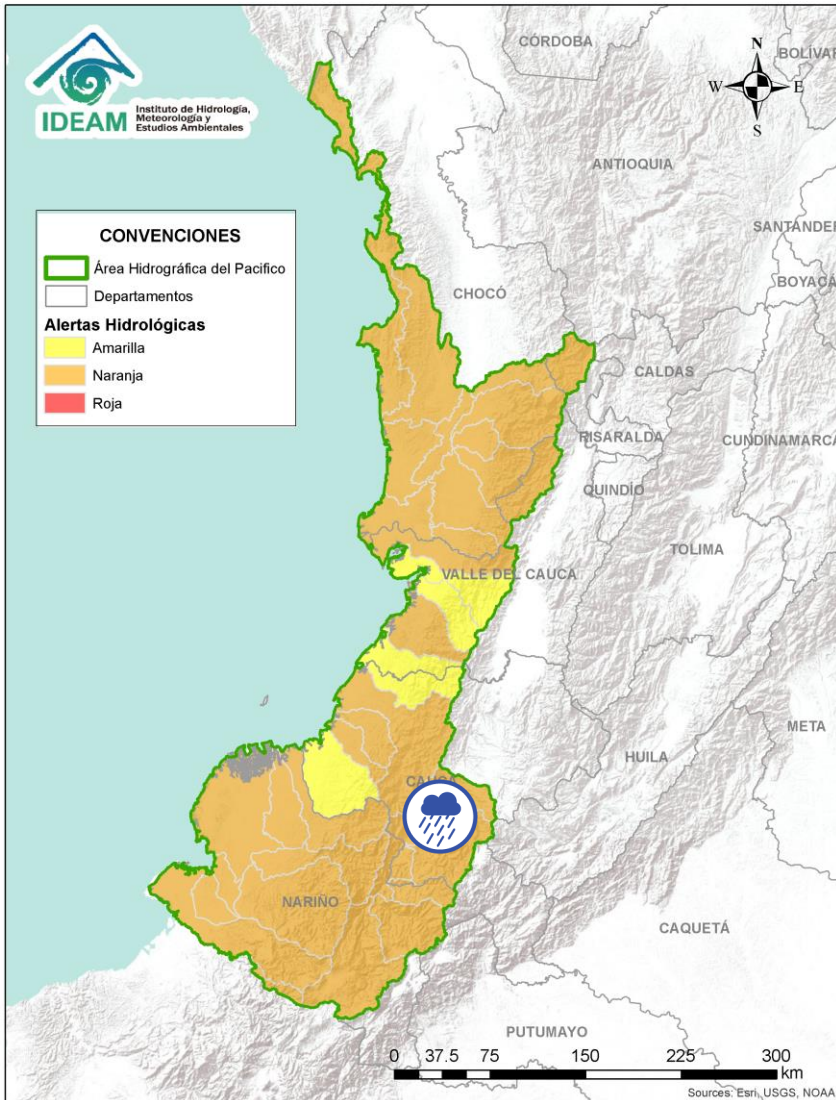 IDEAM
Instituto de Hidrología,
Meteorología y
Estudios Ambientales
CÓRDOBA
BOLÍVAR
N
W
E
S
ANTIOQUIA
SANTANDER
BOYACÁ
CONVENCIONES
Área Hidrográfica del Pacifico
Departamentos
Alertas Hidrológicas
Amarilla
Naranja
Roja
CHOCÓ
CALDAS
RISARALDA
CUNDINAMARCA
QUINDÍO
TOLIMA
VALLE DEL CAUCA
META
HUILA
CAUCA
NARIÑO
CAQUETÁ
PUTUMAYO
0 37.5 75 150 225 300
km
Sources: Esri, USGS, NOAA